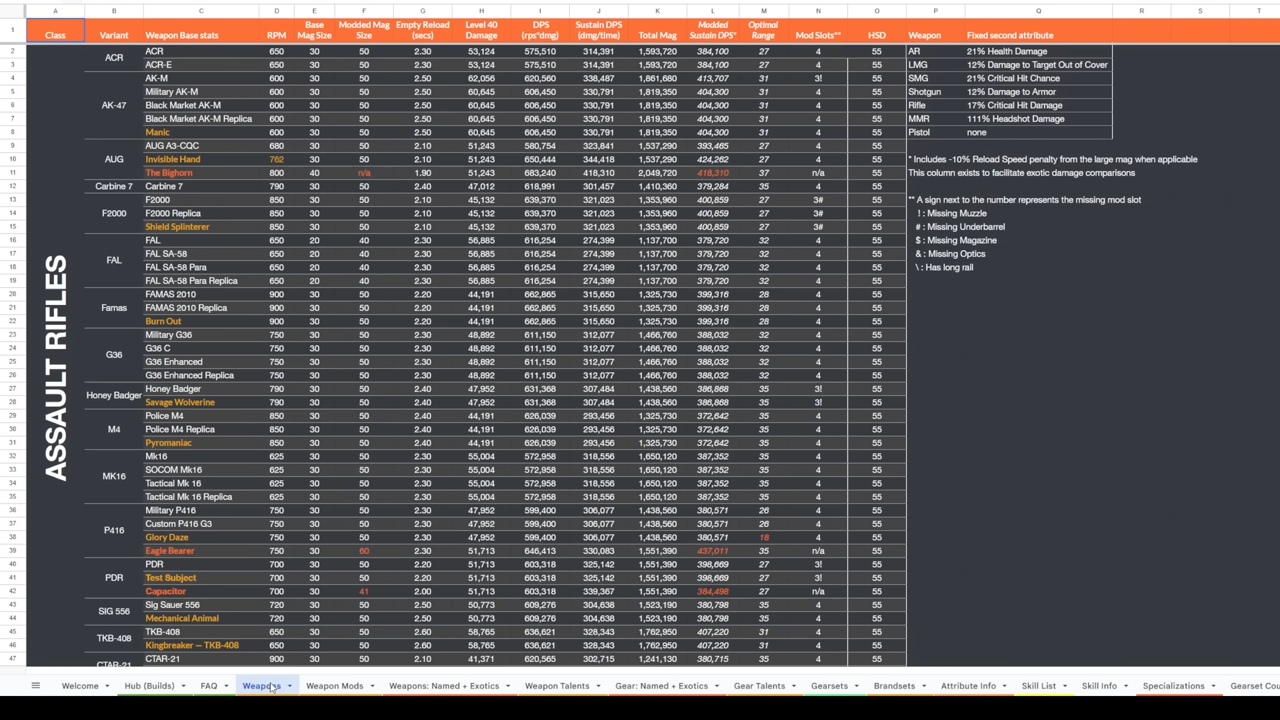 A B C D E F G H I J K L M N O P Q R S T
1 Class Variant Weapon Base stats RPM Base Mag Size Modded Mag Size Empty Reload (secs) Level 40 Damage DPS (rps*dmg) Sustain DPS (dmg/time) Total Mag Modded Sustain DPS* Optimal Range Mod Slots** HSD Weapon Fixed second attribute
ASSAULT RIFLES
2 ACR ACR 650 30 50 2.30 53,124 575,510 314,391 1,593,720 384,100 27 4 55 AR 21% Health Damage
3 ACR-E 650 30 50 2.30 53,124 575,510 314,391 1,593,720 384,100 27 4 55 LMG 12% Damage to Target Out of Cover
4 AK-47 AK-M 600 30 50 2.30 62,056 620,560 338,487 1,861,680 413,707 31 3! 55 SMG 21% Critical Hit Chance
5 Military AK-M 600 30 50 2.30 60,645 606,450 330,791 1,819,350 404,300 31 4 55 Shotgun 12% Damage to Armor
6 Black Market AK-M 600 30 50 2.30 60,645 606,450 330,791 1,819,350 404,300 31 4 55 Rifle 17% Critical Hit Damage
7 Black Market AK-M Replica 600 30 50 2.30 60,645 606,450 330,791 1,819,350 404,300 31 4 55 MMR 111% Headshot Damage
8 Manic 600 30 50 2.30 60,645 606,450 330,791 1,819,350 404,300 31 4 55 Pistol none
9 AUG AUG A3-CQC 680 30 50 2.10 51,243 580,754 323,841 1,537,290 393,465 27 4 55
10 Invisible Hand 762 30 50 2.10 51,243 650,444 344,418 1,537,290 424,262 27 4 55 * Includes -10% Reload Speed penalty from the large mag when applicable
11 The Bighorn 800 40 n/a 1.90 51,243 683,240 418,310 2,049,720 418,310 37 n/a 55 This column exists to facilitate exotic damage comparisons
12 Carbine 7 Carbine 7 790 30 50 2.40 47,012 618,991 301,457 1,410,360 379,284 35 4 55
13 F2000 F2000 850 30 50 2.10 45,132 639,370 321,023 1,353,960 400,859 27 3# 55 ** A sign next to the number represents the missing mod slot
14 F2000 Replica 850 30 50 2.10 45,132 639,370 321,023 1,353,960 400,859 27 3# 55 ! : Missing Muzzle
15 Shield Splinterer 850 30 50 2.10 45,132 639,370 321,023 1,353,960 400,859 27 3# 55 # : Missing Underbarrel
16 FAL FAL 650 20 40 2.30 56,885 616,254 274,399 1,137,700 379,720 32 4 55 $ : Missing Magazine
17 FAL SA-58 650 20 40 2.30 56,885 616,254 274,399 1,137,700 379,720 32 4 55 & : Missing Optics
18 FAL SA-58 Para 650 20 40 2.30 56,885 616,254 274,399 1,137,700 379,720 32 4 55 \ : Has long rail
19 FAL SA-58 Para Replica 650 20 40 2.30 56,885 616,254 274,399 1,137,700 379,720 32 4 55
20 Famas FAMAS 2010 900 30 50 2.20 44,191 662,865 315,650 1,325,730 399,316 28 4 55
21 FAMAS 2010 Replica 900 30 50 2.20 44,191 662,865 315,650 1,325,730 399,316 28 4 55
22 Burn Out 900 30 50 2.20 44,191 662,865 315,650 1,325,730 399,316 28 4 55
23 G36 Military G36 750 30 50 2.30 48,892 611,150 312,077 1,466,760 388,032 32 4 55
24 G36 C 750 30 50 2.30 48,892 611,150 312,077 1,466,760 388,032 32 4 55
25 G36 Enhanced 750 30 50 2.30 48,892 611,150 312,077 1,466,760 388,032 32 4 55
26 G36 Enhanced Replica 750 30 50 2.30 48,892 611,150 312,077 1,466,760 388,032 32 4 55
27 Honey Badger Honey Badger 790 30 50 2.40 47,952 631,368 307,484 1,438,560 386,868 35 3! 55
28 Savage Wolverine 790 30 50 2.40 47,952 631,368 307,484 1,438,560 386,868 35 3! 55
29 M4 Police M4 850 30 50 2.40 44,191 626,039 293,456 1,325,730 372,642 35 4 55
30 Police M4 Replica 850 30 50 2.40 44,191 626,039 293,456 1,325,730 372,642 35 4 55
31 Pyromaniac 850 30 50 2.40 44,191 626,039 293,456 1,325,730 372,642 35 4 55
32 MK16 Mk16 625 30 50 2.30 55,004 572,958 318,556 1,650,120 387,352 35 4 55
33 SOCOM Mk16 625 30 50 2.30 55,004 572,958 318,556 1,650,120 387,352 35 4 55
34 Tactical Mk 16 625 30 50 2.30 55,004 572,958 318,556 1,650,120 387,352 35 4 55
35 Tactical Mk 16 Replica 625 30 50 2.30 55,004 572,958 318,556 1,650,120 387,352 35 4 55
36 P416 Military P416 750 30 50 2.30 47,952 599,400 306,077 1,438,560 380,571 26 4 55
37 Custom P416 G3 750 30 50 2.30 47,952 599,400 306,077 1,438,560 380,571 26 4 55
38 Glory Daze 750 30 50 2.30 47,952 599,400 306,077 1,438,560 380,571 18 4 55
39 Eagle Bearer 750 30 60 2.30 51,713 646,413 330,083 1,551,390 437,011 35 n/a 55
40 PDR PDR 700 30 50 2.20 51,713 603,318 325,142 1,551,390 398,669 27 3! 55
41 Test Subject 700 30 50 2.20 51,713 603,318 325,142 1,551,390 398,669 27 3! 55
42 Capacitor 700 30 41 2.00 51,713 603,318 339,367 1,551,390 384,498 27 n/a 55
43 SIG 556 Sig Sauer 556 720 30 50 2.50 50,773 609,276 304,638 1,523,190 380,798 35 4 55
44 Mechanical Animal 720 30 50 2.50 50,773 609,276 304,638 1,523,190 380,798 35 4 55
45 TKB-408 TKB-408 650 30 50 2.60 58,765 636,621 328,343 1,762,950 407,220 31 4 55
46 Kingbreaker – TKB-408 650 30 50 2.60 58,765 636,621 328,343 1,762,950 407,220 31 4 55
47 CTAR-21 CTAR-21 900 30 50 2.10 41,371 620,565 302,715 1,241,130 380,715 35 4 55
Welcome Hub (Builds) FAQ Weapons Weapon Mods Weapons: Named + Exotics Weapon Talents Gear: Named + Exotics Gear Talents Gearsets Brandsets Attribute Info Skill List Skill Info Specializations Gearset Cou